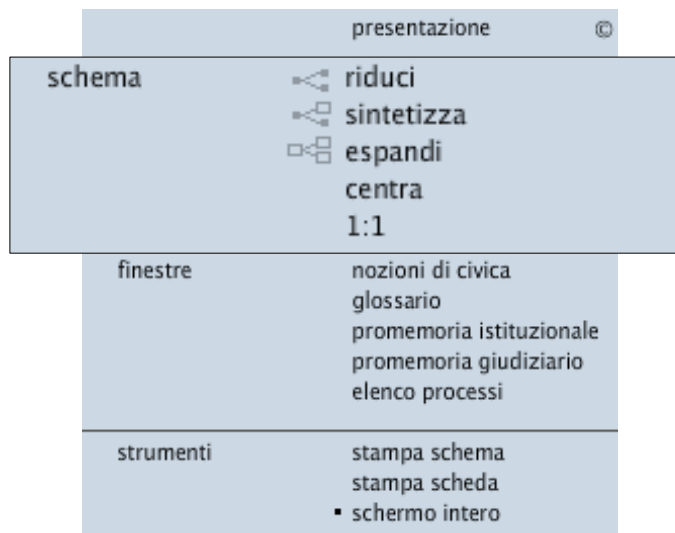 presentazione ©
schema riduci
sintetizza
espandi
centra
1:1
finestre nozioni di civica
glossario
promemoria istituzionale
promemoria giudiziario
elenco processi
strumenti stampa schema
stampa scheda
▪ schermo intero